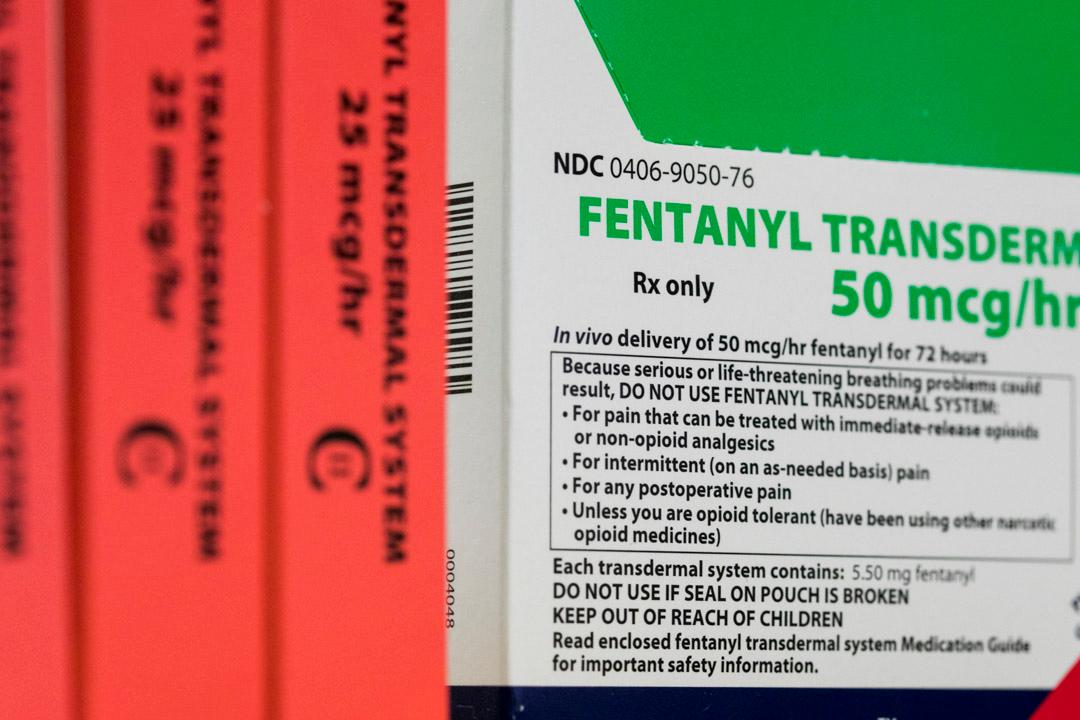 NYL TRANSDERMAL SYSTEM
25 mcg/hr
C
II
YL TRANSDERMAL SYSTEM
25 mcg/hr
C
II
0004048
NDC 0406-9050-76
FENTANYL TRANSDERM
50 mcg/hr
Rx only
In vivo delivery of 50 mcg/hr fentanyl for 72 hours
Because serious or life-threatening breathing problems could
result, DO NOT USE FENTANYL TRANSDERMAL SYSTEM:
• For pain that can be treated with immediate-release opioids
or non-opioid analgesics
• For intermittent (on an as-needed basis) pain
• For any postoperative pain
• Unless you are opioid tolerant (have been using other narcotic
opioid medicines)
Each transdermal system contains: 5.50 mg fentanyl
DO NOT USE IF SEAL ON POUCH IS BROKEN
KEEP OUT OF REACH OF CHILDREN
Read enclosed fentanyl transdermal system Medication Guide
for important safety information.